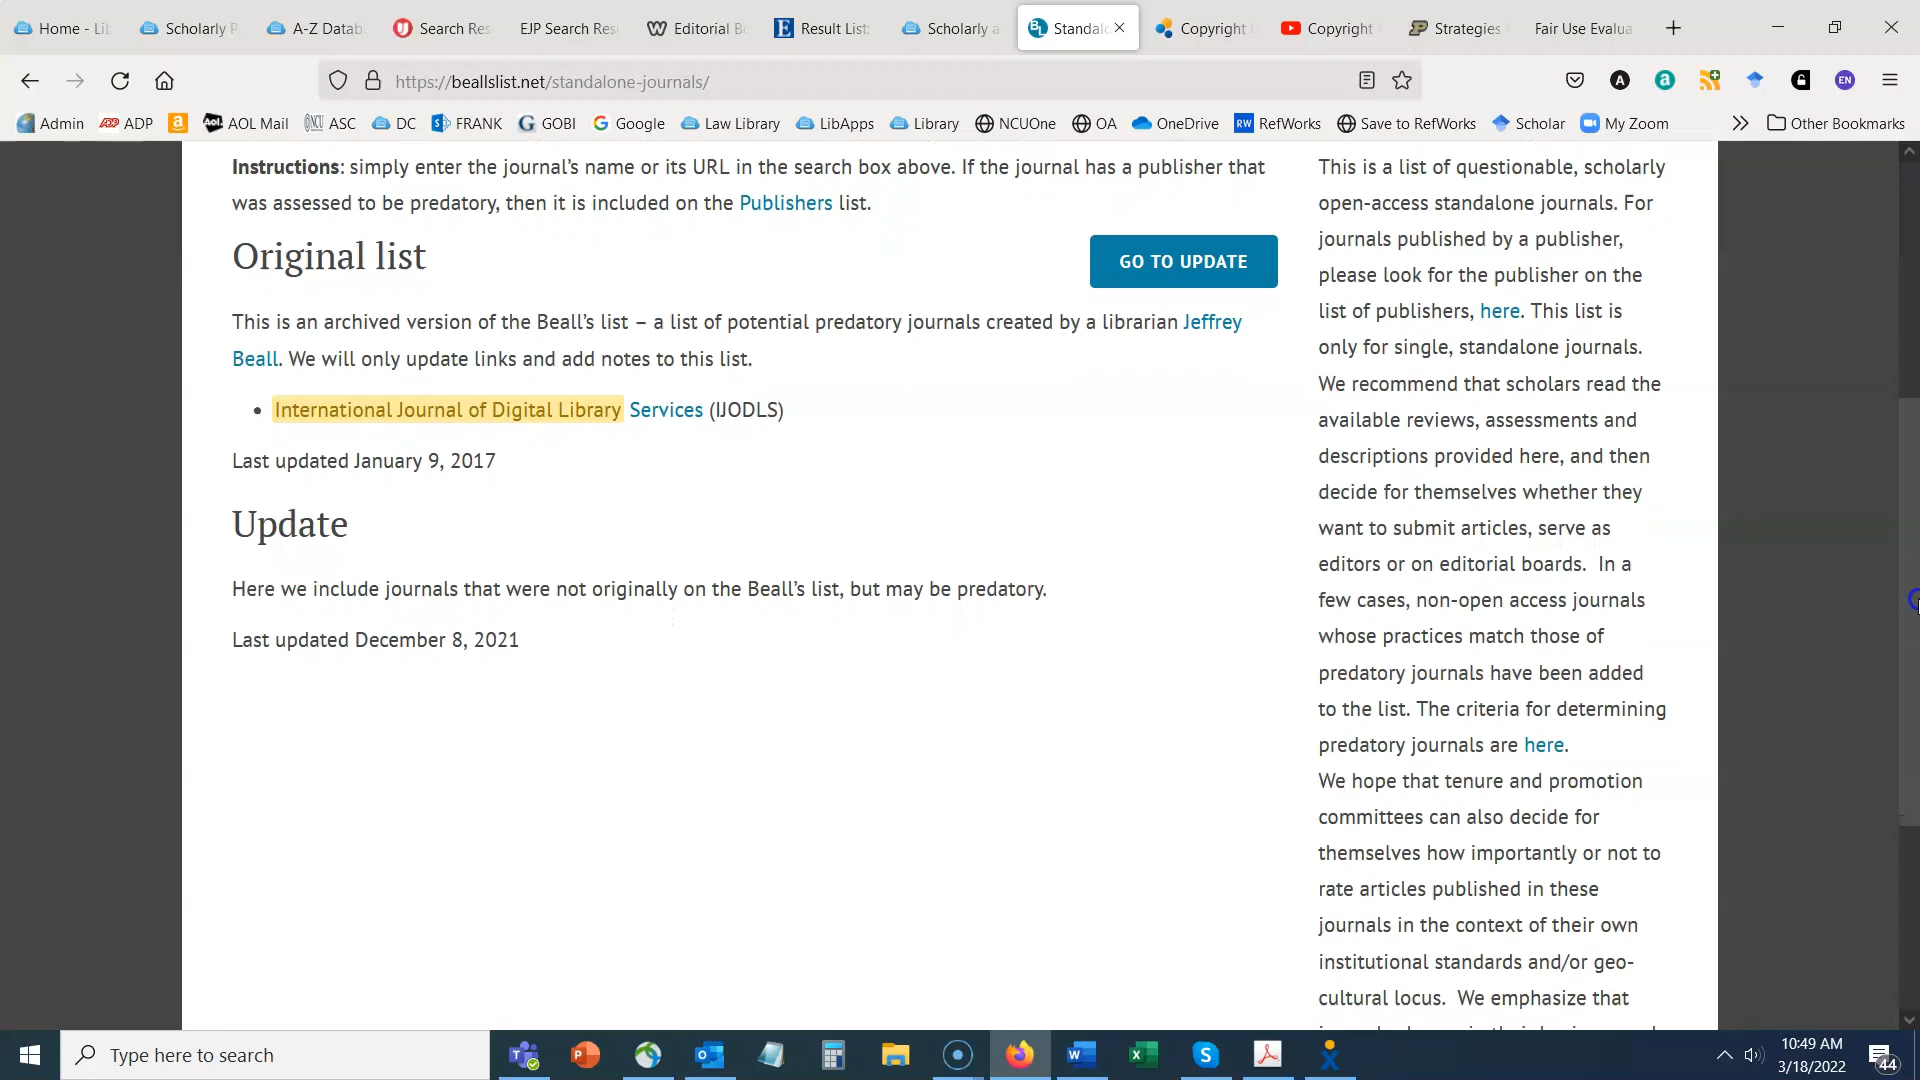 Home - Li
Scholarly P
A-Z Datab
Search Res
EJP Search Res
Editorial B
Result List:
Scholarly a
Standalo
Copyright
Copyright
Strategies
Fair Use Evalua
https://beallslist.net/standalone-journals/
Admin
ADP
AOL Mail
ASC
DC
FRANK
GOBI
Google
Law Library
LibApps
Library
NCUOne
OA
OneDrive
RefWorks
Save to RefWorks
Scholar
My Zoom
Other Bookmarks
Instructions: simply enter the journal's name or its URL in the search box above. If the journal has a publisher that
was assessed to be predatory, then it is included on the Publishers list.
Original list
GO TO UPDATE
This is an archived version of the Beall's list – a list of potential predatory journals created by a librarian Jeffrey
Beall. We will only update links and add notes to this list.
• International Journal of Digital Library Services (IJODLS)
Last updated January 9, 2017
Update
Here we include journals that were not originally on the Beall's list, but may be predatory.
Last updated December 8, 2021
This is a list of questionable, scholarly
open-access standalone journals. For
journals published by a publisher,
please look for the publisher on the
list of publishers, here. This list is
only for single, standalone journals.
We recommend that scholars read the
available reviews, assessments and
descriptions provided here, and then
decide for themselves whether they
want to submit articles, serve as
editors or on editorial boards. In a
few cases, non-open access journals
whose practices match those of
predatory journals have been added
to the list. The criteria for determining
predatory journals are here.
We hope that tenure and promotion
committees can also decide for
themselves how importantly or not to
rate articles published in these
journals in the context of their own
institutional standards and/or geo-
cultural locus. We emphasize that
Type here to search
10:49 AM
3/18/2022
44